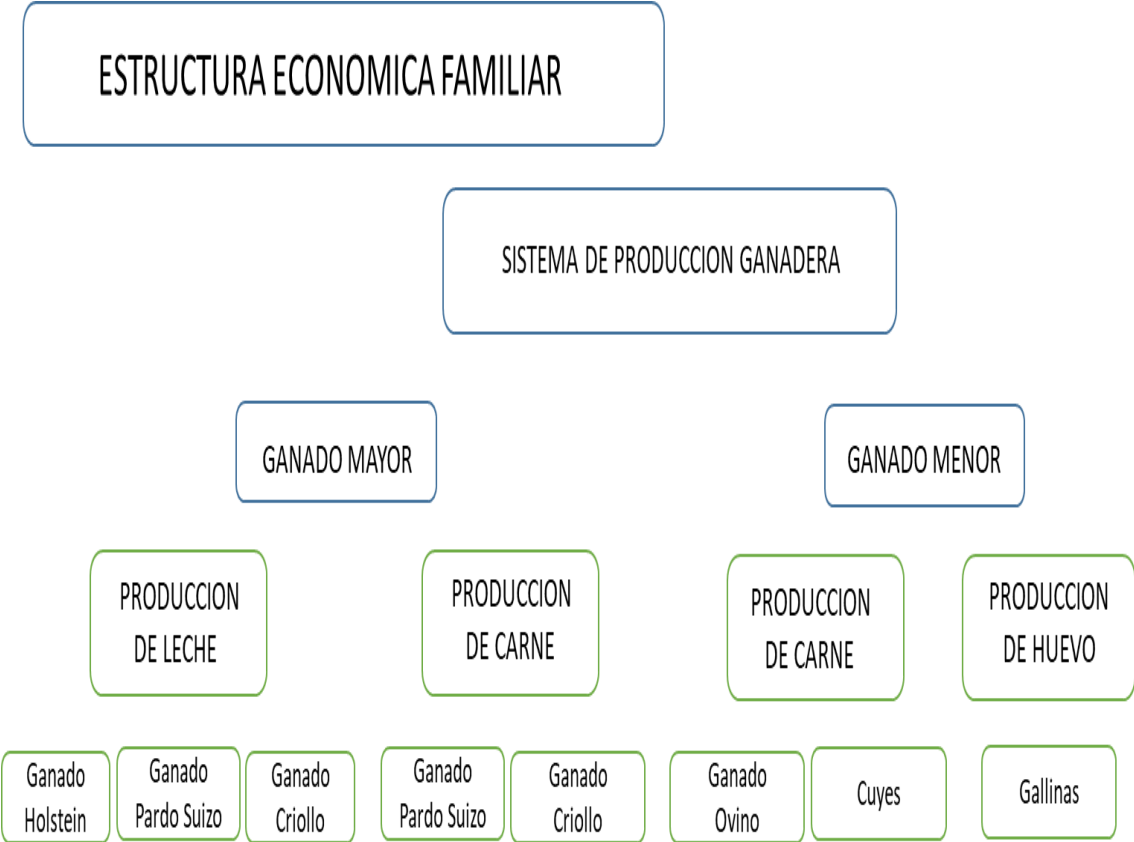 ESTRUCTURA ECONOMICA FAMILIAR
SISTEMA DE PRODUCCION GANADERA
GANADO MAYOR
GANADO MENOR
PRODUCCION
DE LECHE
PRODUCCION
DE CARNE
PRODUCCION
DE CARNE
PRODUCCION
DE HUEVO
Ganado
Holstein
Ganado
Pardo Suizo
Ganado
Criollo
Ganado
Pardo Suizo
Ganado
Criollo
Ganado
Ovino
Cuyes
Gallinas